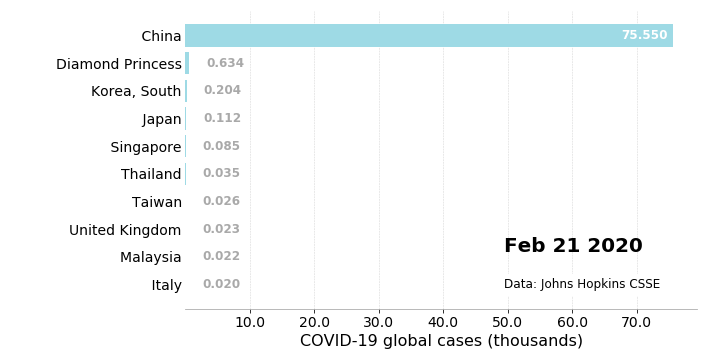 China 75.550
Diamond Princess 0.634
Korea, South 0.204
Japan 0.112
Singapore 0.085
Thailand 0.035
Taiwan 0.026
United Kingdom 0.023
Malaysia 0.022
Italy 0.020
Feb 21 2020
Data: Johns Hopkins CSSE
10.0 20.0 30.0 40.0 50.0 60.0 70.0
COVID-19 global cases (thousands)